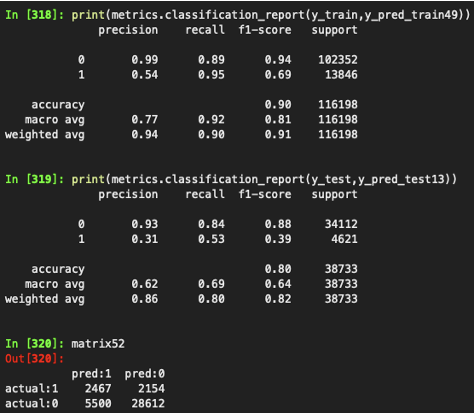 In [318]: print(metrics.classification_report(y_train,y_pred_train49))
precision recall f1-score support
0 0.99 0.89 0.94 102352
1 0.54 0.95 0.69 13846
accuracy 0.90 116198
macro avg 0.77 0.92 0.81 116198
weighted avg 0.94 0.90 0.91 116198
In [319]: print(metrics.classification_report(y_test,y_pred_test13))
precision recall f1-score support
0 0.93 0.84 0.88 34112
1 0.31 0.53 0.39 4621
accuracy 0.80 38733
macro avg 0.62 0.69 0.64 38733
weighted avg 0.86 0.80 0.82 38733
In [320]: matrix52
Out[320]:
pred:1 pred:0
actual:1 2467 2154
actual:0 5500 28612